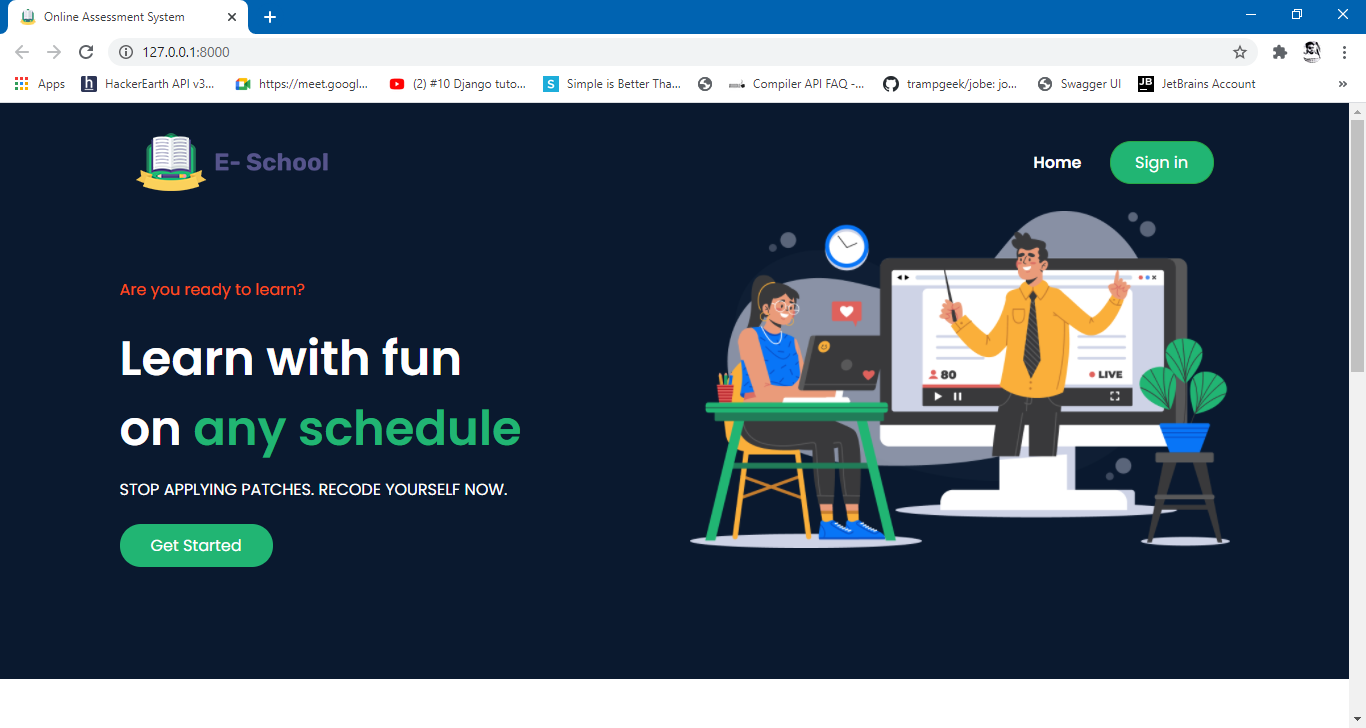 Online Assessment System
127.0.0.1:8000
Apps
HackerEarth API v3...
https://meet.googl...
(2) #10 Django tuto...
S
Simple is Better Tha...
Compiler API FAQ -...
trampgeek/jobe: jo...
Swagger UI
JB
JetBrains Account
E- School
Home
Sign in
Are you ready to learn?
Learn with fun
on any schedule
STOP APPLYING PATCHES. RECODE YOURSELF NOW.
Get Started
80
LIVE